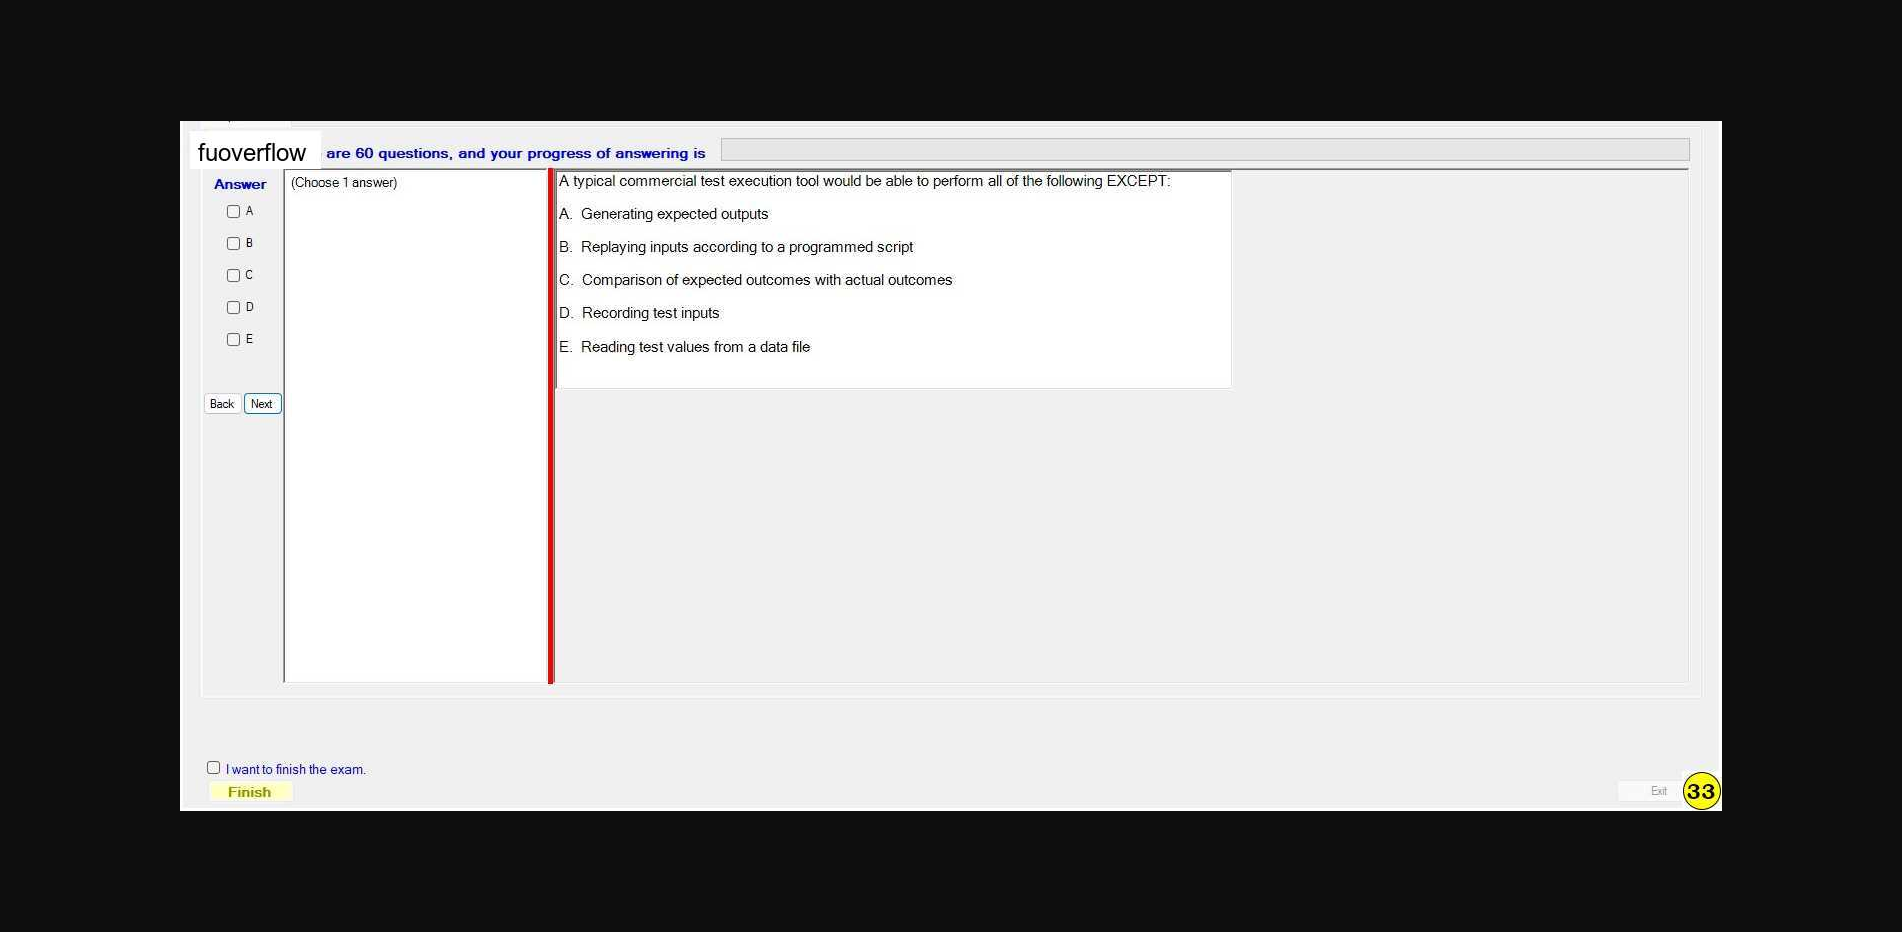 fuoverflow are 60 questions, and your progress of answering is
Answer
(Choose 1 answer)
A
B
C
D
E
Back Next
A typical commercial test execution tool would be able to perform all of the following EXCEPT:
A. Generating expected outputs
B. Replaying inputs according to a programmed script
C. Comparison of expected outcomes with actual outcomes
D. Recording test inputs
E. Reading test values from a data file
I want to finish the exam.
Finish
Exit
33